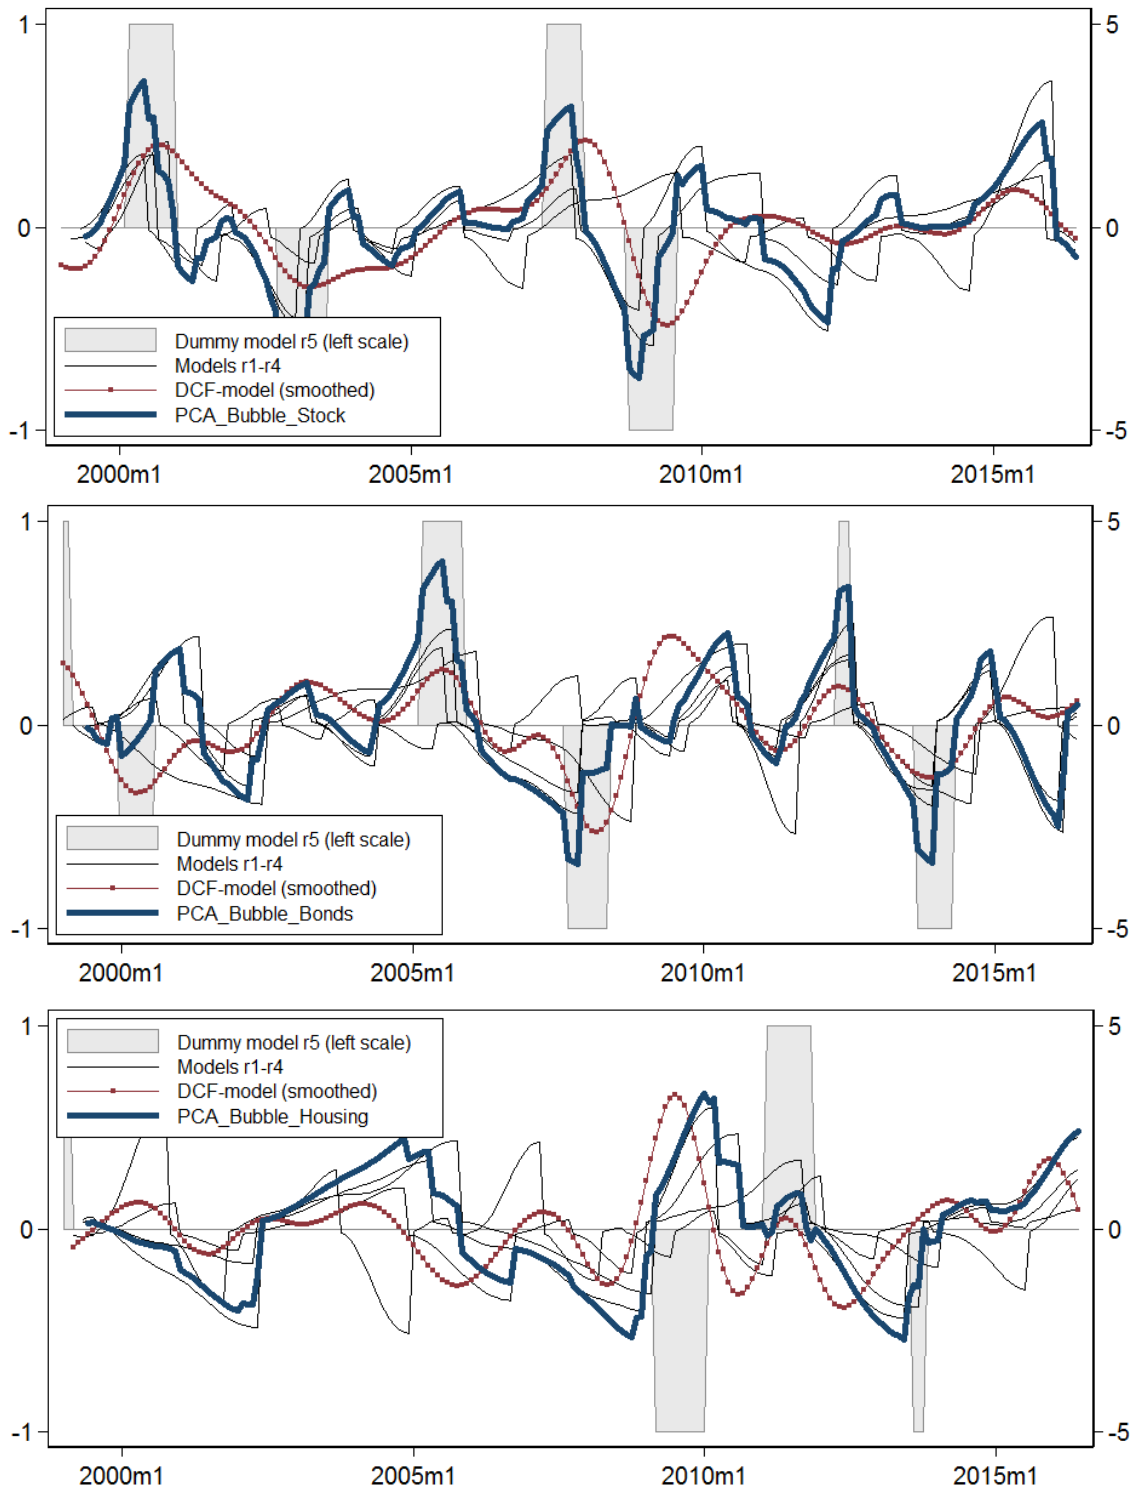 1
5
0
0
Dummy model r5 (left scale)
Models r1-r4
DCF-model (smoothed)
PCA_Bubble_Stock
-1
-5
2000m1
2005m1
2010m1
2015m1
1
5
0
0
Dummy model r5 (left scale)
Models r1-r4
DCF-model (smoothed)
PCA_Bubble_Bonds
-1
-5
2000m1
2005m1
2010m1
2015m1
1
5
Dummy model r5 (left scale)
Models r1-r4
DCF-model (smoothed)
PCA_Bubble_Housing
0
0
-1
-5
2000m1
2005m1
2010m1
2015m1